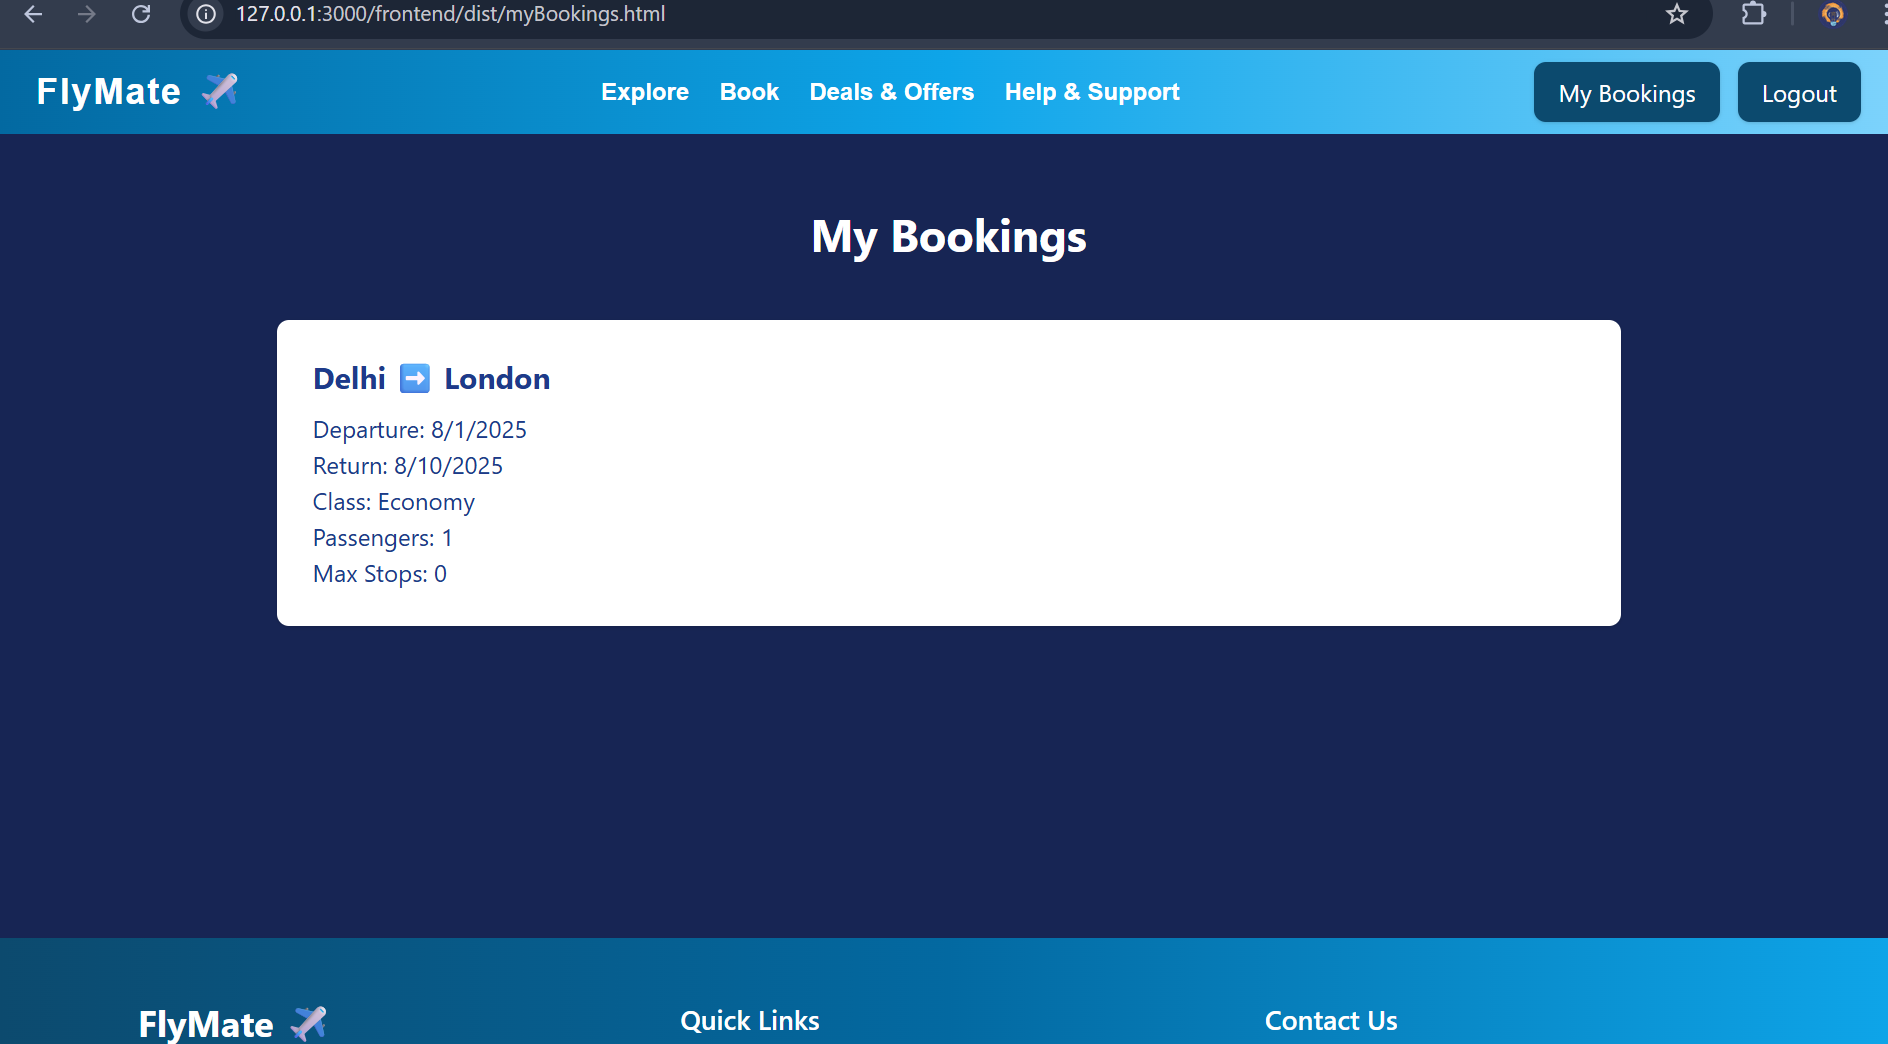 127.0.0.1:3000/frontend/dist/myBookings.html
FlyMate ✈️ Explore Book Deals & Offers Help & Support My Bookings Logout
My Bookings
Delhi ➡️ London
Departure: 8/1/2025
Return: 8/10/2025
Class: Economy
Passengers: 1
Max Stops: 0
FlyMate ✈️ Quick Links Contact Us